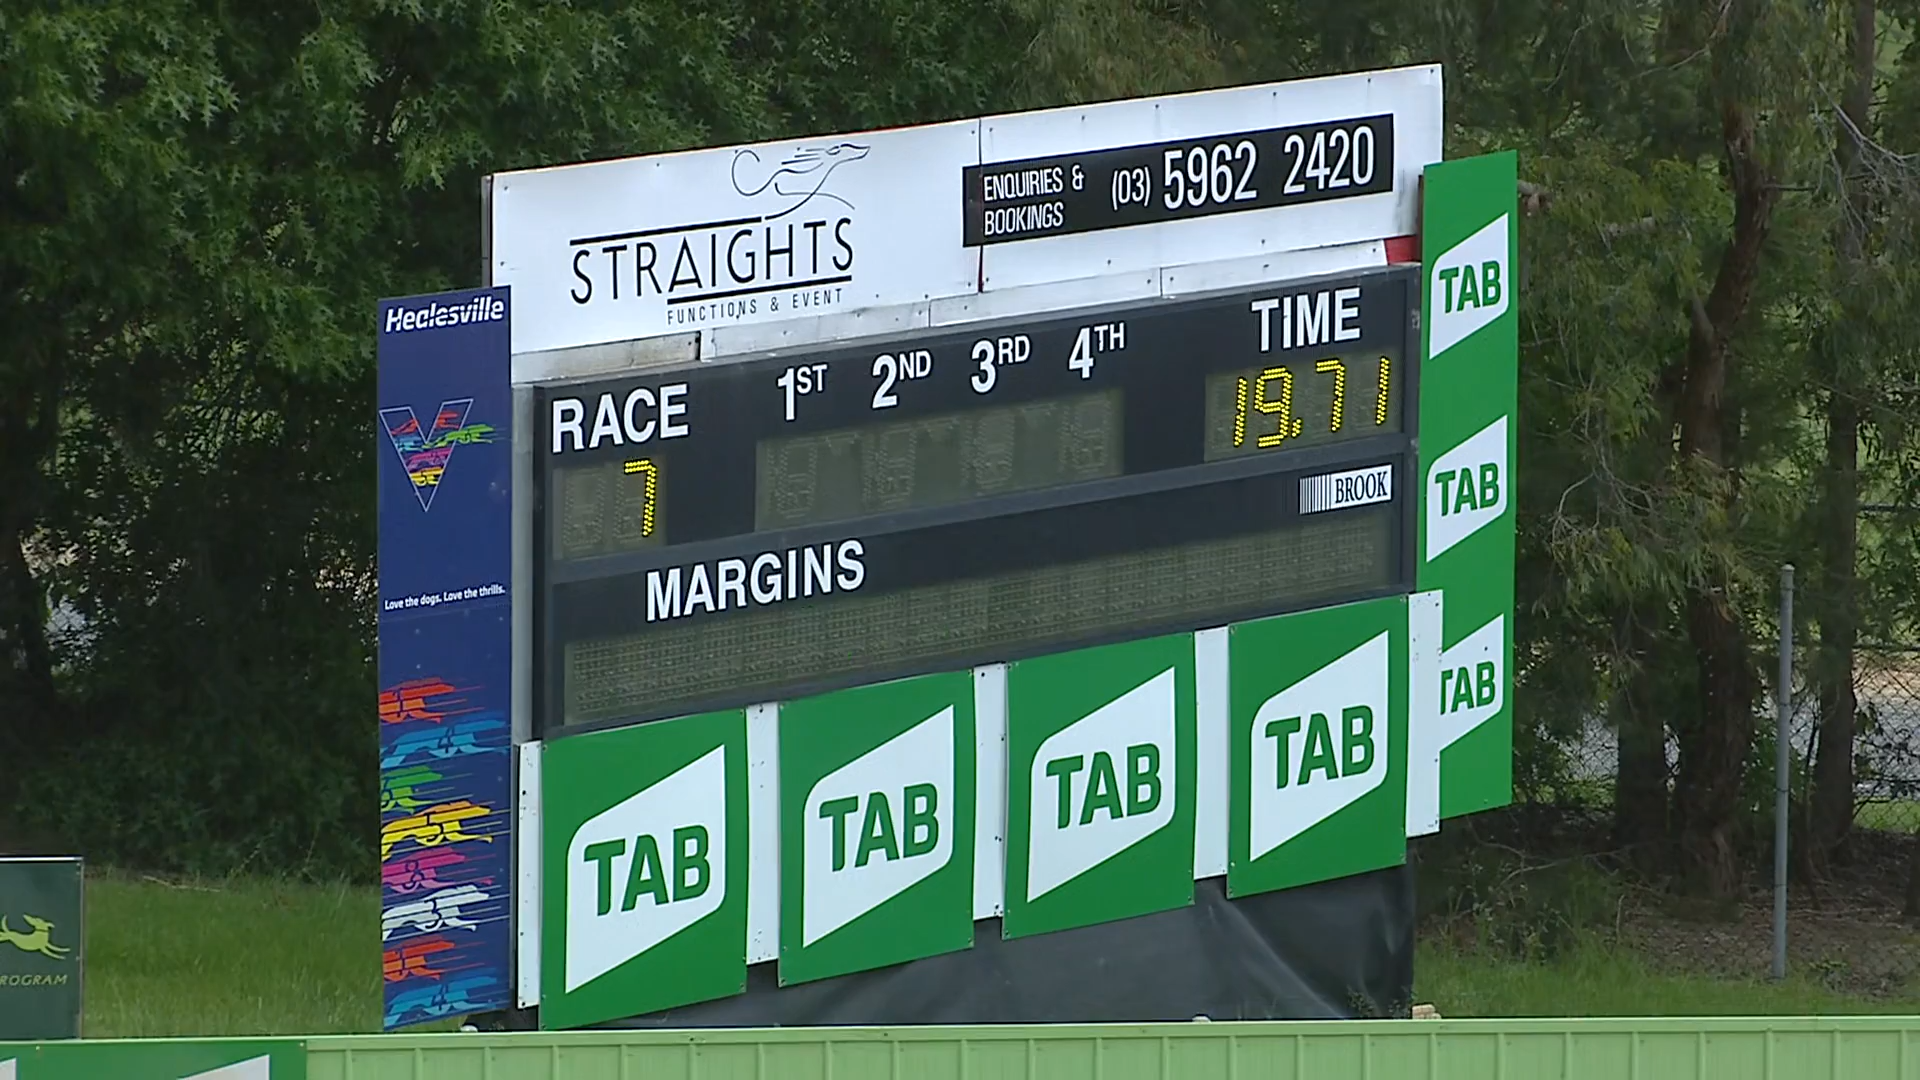 STRAIGHTS
FUNCTIONS & EVENT
ENQUIRIES &
BOOKINGS
(03) 5962 2420
Healesville
Love the dogs. Love the thrills.
RACE
1ST
2ND
3RD
4TH
TIME
7
19.71
BROOK
MARGINS
TAB
TAB
TAB
TAB
TAB
TAB
TAB
ROGRAM